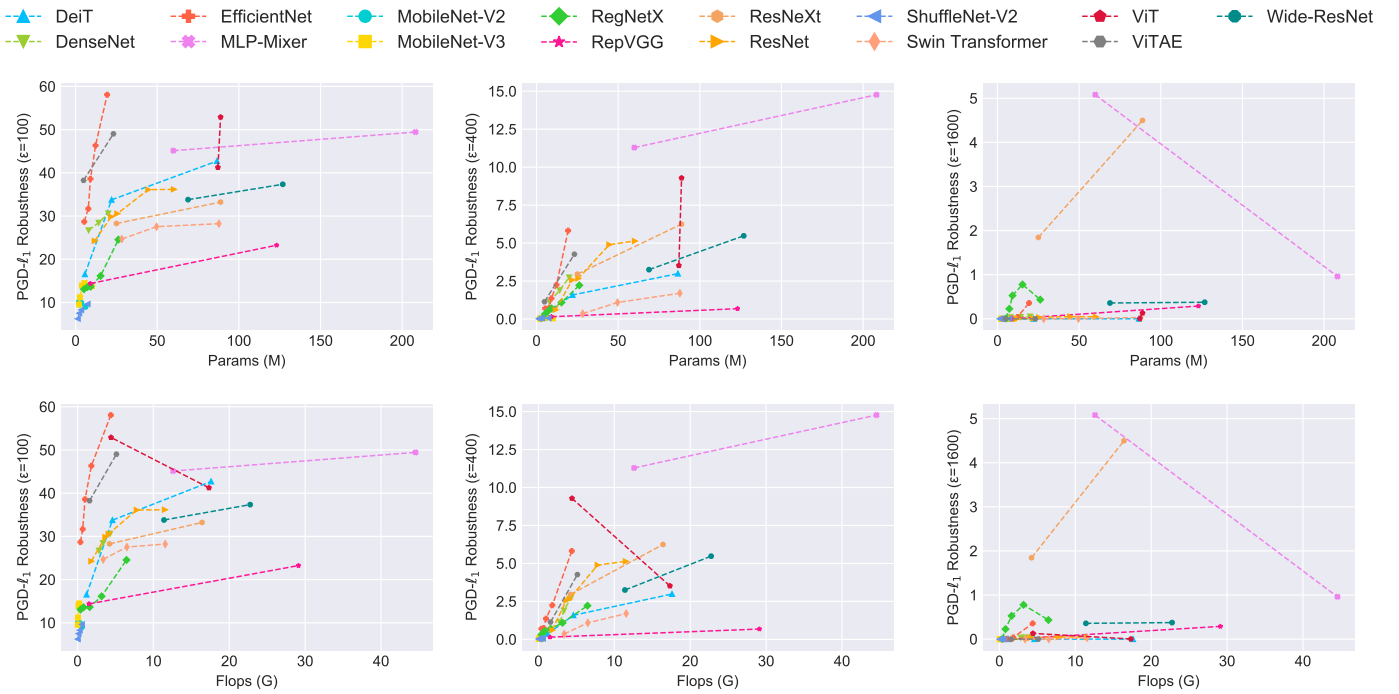 DeiT EfficientNet MobileNet-V2 RegNetX ResNeXt ShuffleNet-V2 ViT Wide-ResNet
DenseNet MLP-Mixer MobileNet-V3 RepVGG ResNet Swin Transformer ViTAE
PGD-ℓ₁ Robustness (ε=100)
60
50
40
30
20
10
0 50 100 150 200
Params (M)
PGD-ℓ₁ Robustness (ε=400)
15.0
12.5
10.0
7.5
5.0
2.5
0.0
0 50 100 150 200
Params (M)
PGD-ℓ₁ Robustness (ε=1600)
5
4
3
2
1
0
0 50 100 150 200
Params (M)
PGD-ℓ₁ Robustness (ε=100)
60
50
40
30
20
10
0 10 20 30 40
Flops (G)
PGD-ℓ₁ Robustness (ε=400)
15.0
12.5
10.0
7.5
5.0
2.5
0.0
0 10 20 30 40
Flops (G)
PGD-ℓ₁ Robustness (ε=1600)
5
4
3
2
1
0
0 10 20 30 40
Flops (G)